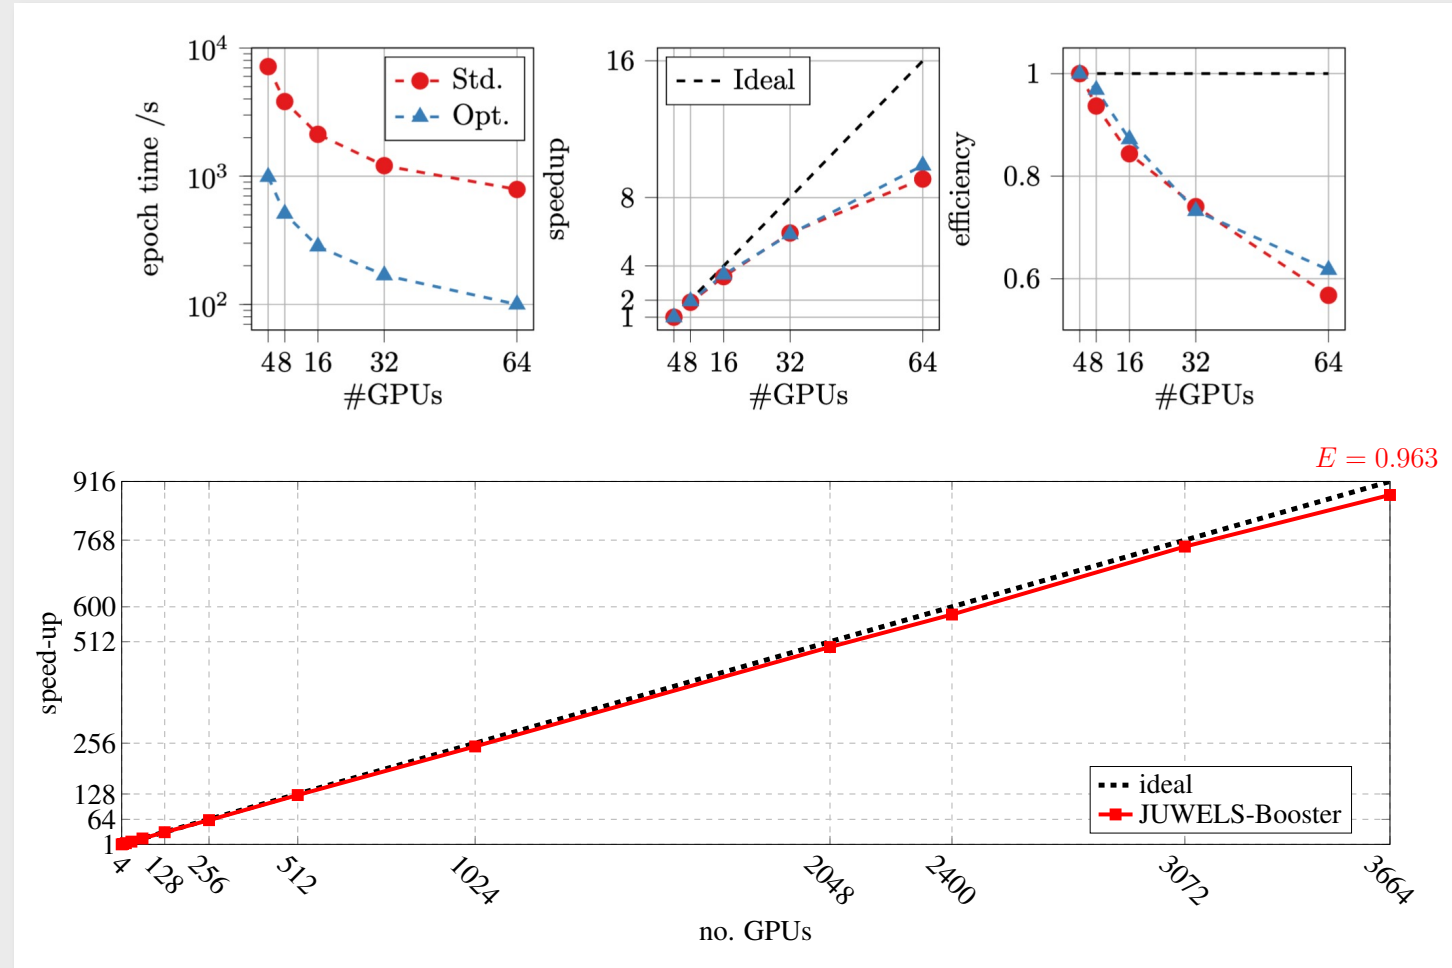 10^4
10^3
10^2
epoch time /s
Std.
Opt.
4 8 16 32 64
#GPUs
16
8
4
2
1
speedup
Ideal
4 8 16 32 64
#GPUs
1
0.8
0.6
efficiency
4 8 16 32 64
#GPUs
E = 0.963
916
768
600
512
256
128
64
1
speed-up
ideal
JUWELS-Booster
4 128 256 512 1024 2048 2400 3072 3664
no. GPUs